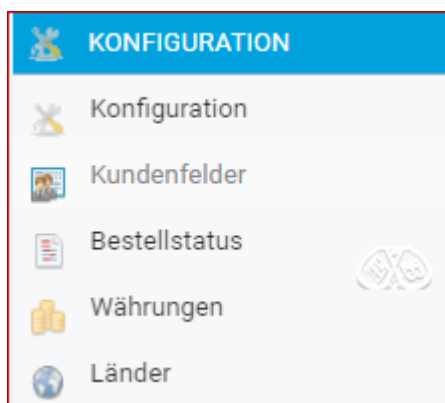 KONFIGURATION
Konfiguration
Kundenfelder
Bestellstatus
Währungen
Länder